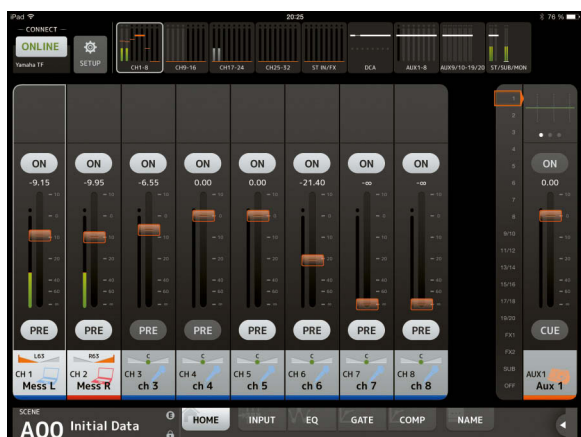 iPad 20:25 76 %
CONNECT
ONLINE
Yamaha TF
SETUP
CH1-8 CH9-16 CH17-24 CH25-32 ST IN/FX DCA AUX1-8 AUX9/10-19/20 ST/SUB/MON
1
2
3
4
5
6
7
8
9/10
11/12
13/14
15/16
17/18
19/20
FX1
FX2
SUB
OFF
ON ON ON ON ON ON ON ON ON
-9.15 -9.95 -6.55 0.00 0.00 -21.40 -∞ -∞ 0.00
PRE PRE PRE PRE PRE PRE PRE PRE CUE
L63 R63 C C C C C C
CH 1 CH 2 CH 3 CH 4 CH 5 CH 6 CH 7 CH 8 AUX1
Mess L Mess R ch 3 ch 4 ch 5 ch 6 ch 7 ch 8 Aux 1
SCENE
A00 Initial Data E HOME INPUT EQ GATE COMP NAME